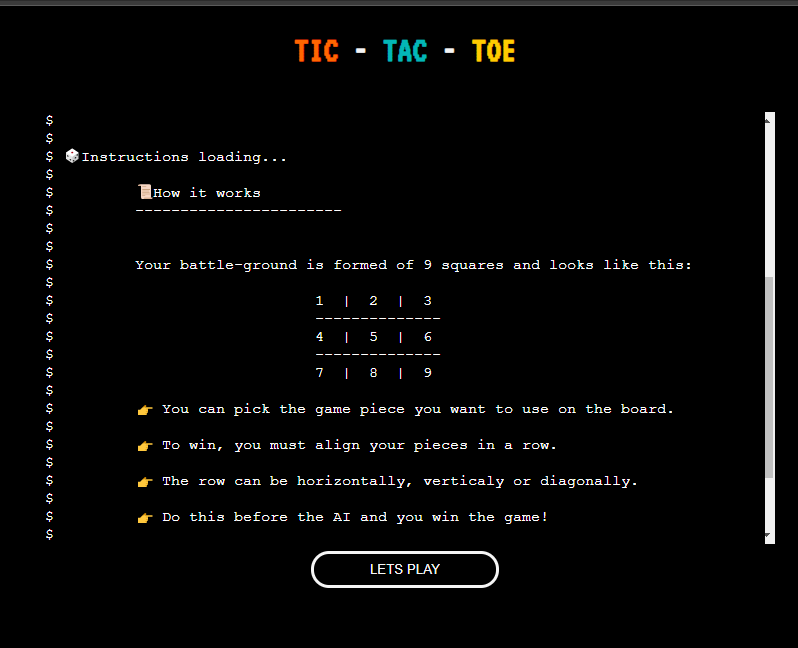 TIC - TAC - TOE
$
$
$ 🎲Instructions loading...
$
$ 📜How it works
$ -----------------------
$
$
$ Your battle-ground is formed of 9 squares and looks like this:
$
$ 1 | 2 | 3
$ --------------
$ 4 | 5 | 6
$ --------------
$ 7 | 8 | 9
$
$ 👉 You can pick the game piece you want to use on the board.
$
$ 👉 To win, you must align your pieces in a row.
$
$ 👉 The row can be horizontally, verticaly or diagonally.
$
$ 👉 Do this before the AI and you win the game!
$
LETS PLAY